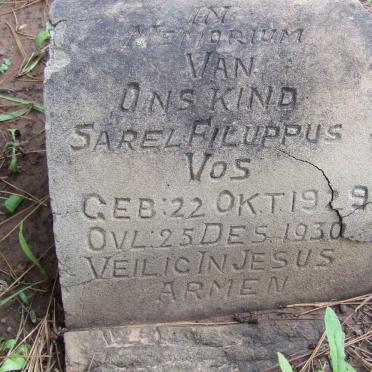 IN
MEMORIUM
VAN
ONS KIND
SAREL FILUPPUS
VOS
GEB: 22 OKT. 1929
OVL: 25 DES. 1930
VEILIG IN JESUS
ARMEN